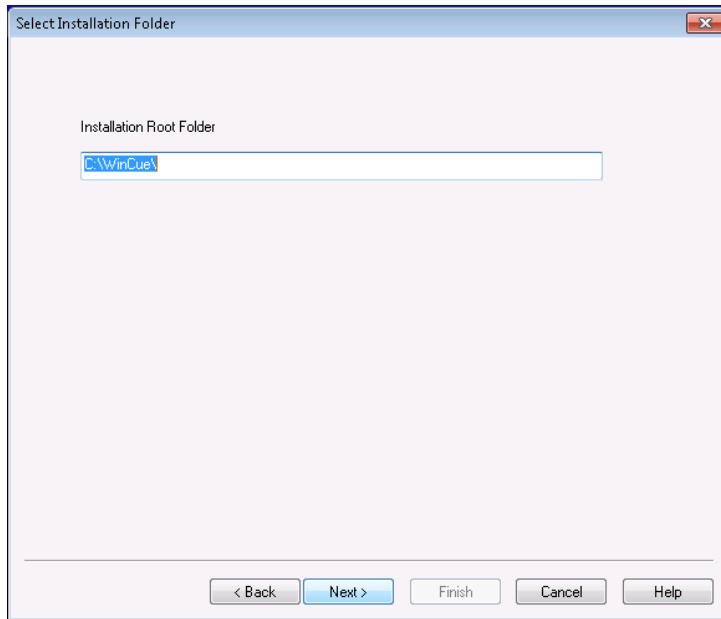 Select Installation Folder
Installation Root Folder
C:\WinCue\
< Back Next > Finish Cancel Help